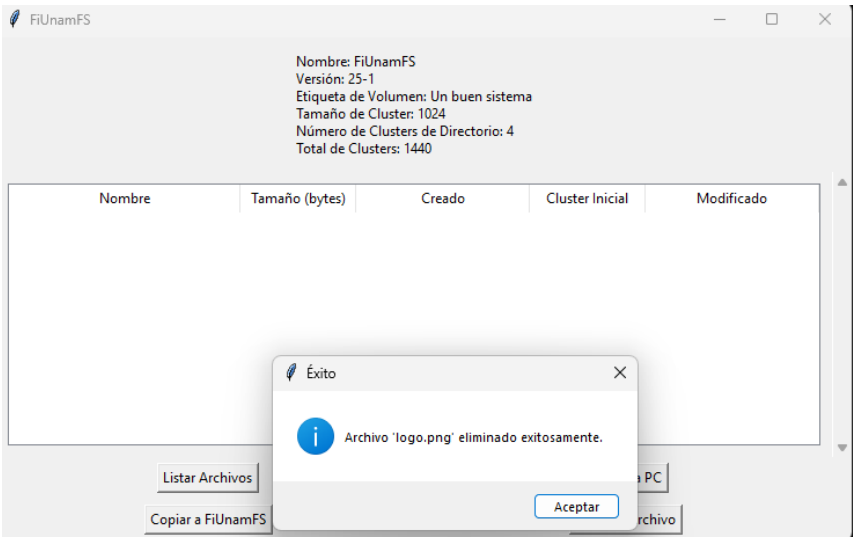 FiUnamFS
Nombre: FiUnamFS
Versión: 25-1
Etiqueta de Volumen: Un buen sistema
Tamaño de Cluster: 1024
Número de Clusters de Directorio: 4
Total de Clusters: 1440
Nombre Tamaño (bytes) Creado Cluster Inicial Modificado
Éxito
Archivo 'logo.png' eliminado exitosamente.
Listar Archivos PC
Aceptar
Copiar a FiUnamFS rchivo